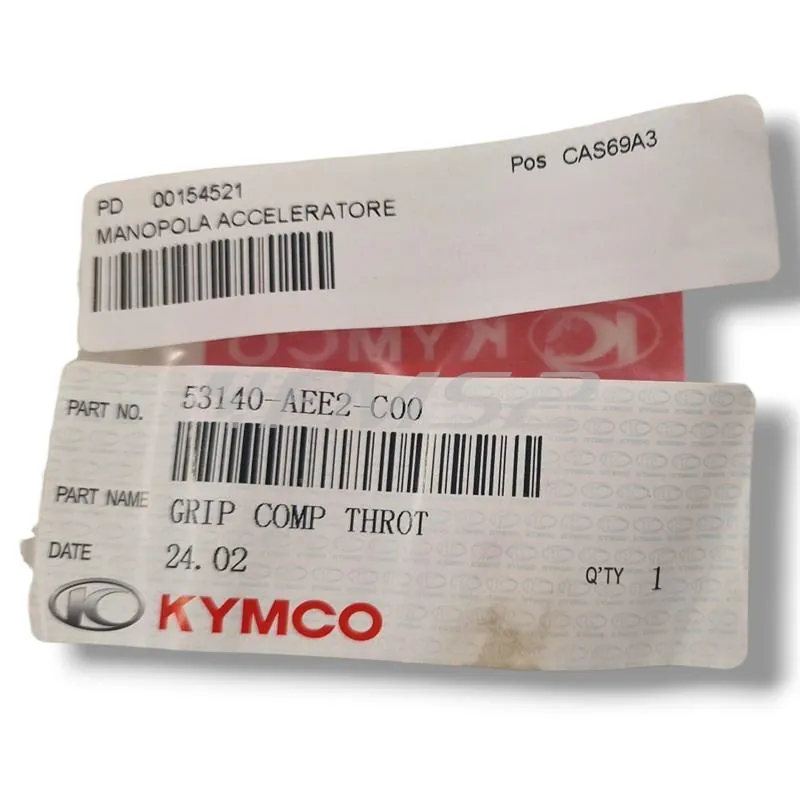 PD 00154521
Pos CAS69A3
MANOPOLA ACCELERATORE
KYMCO
PART NO. 53140-AEE2-C00
PART NAME GRIP COMP THROT
DATE 24.02
Q'TY 1
KYMCO